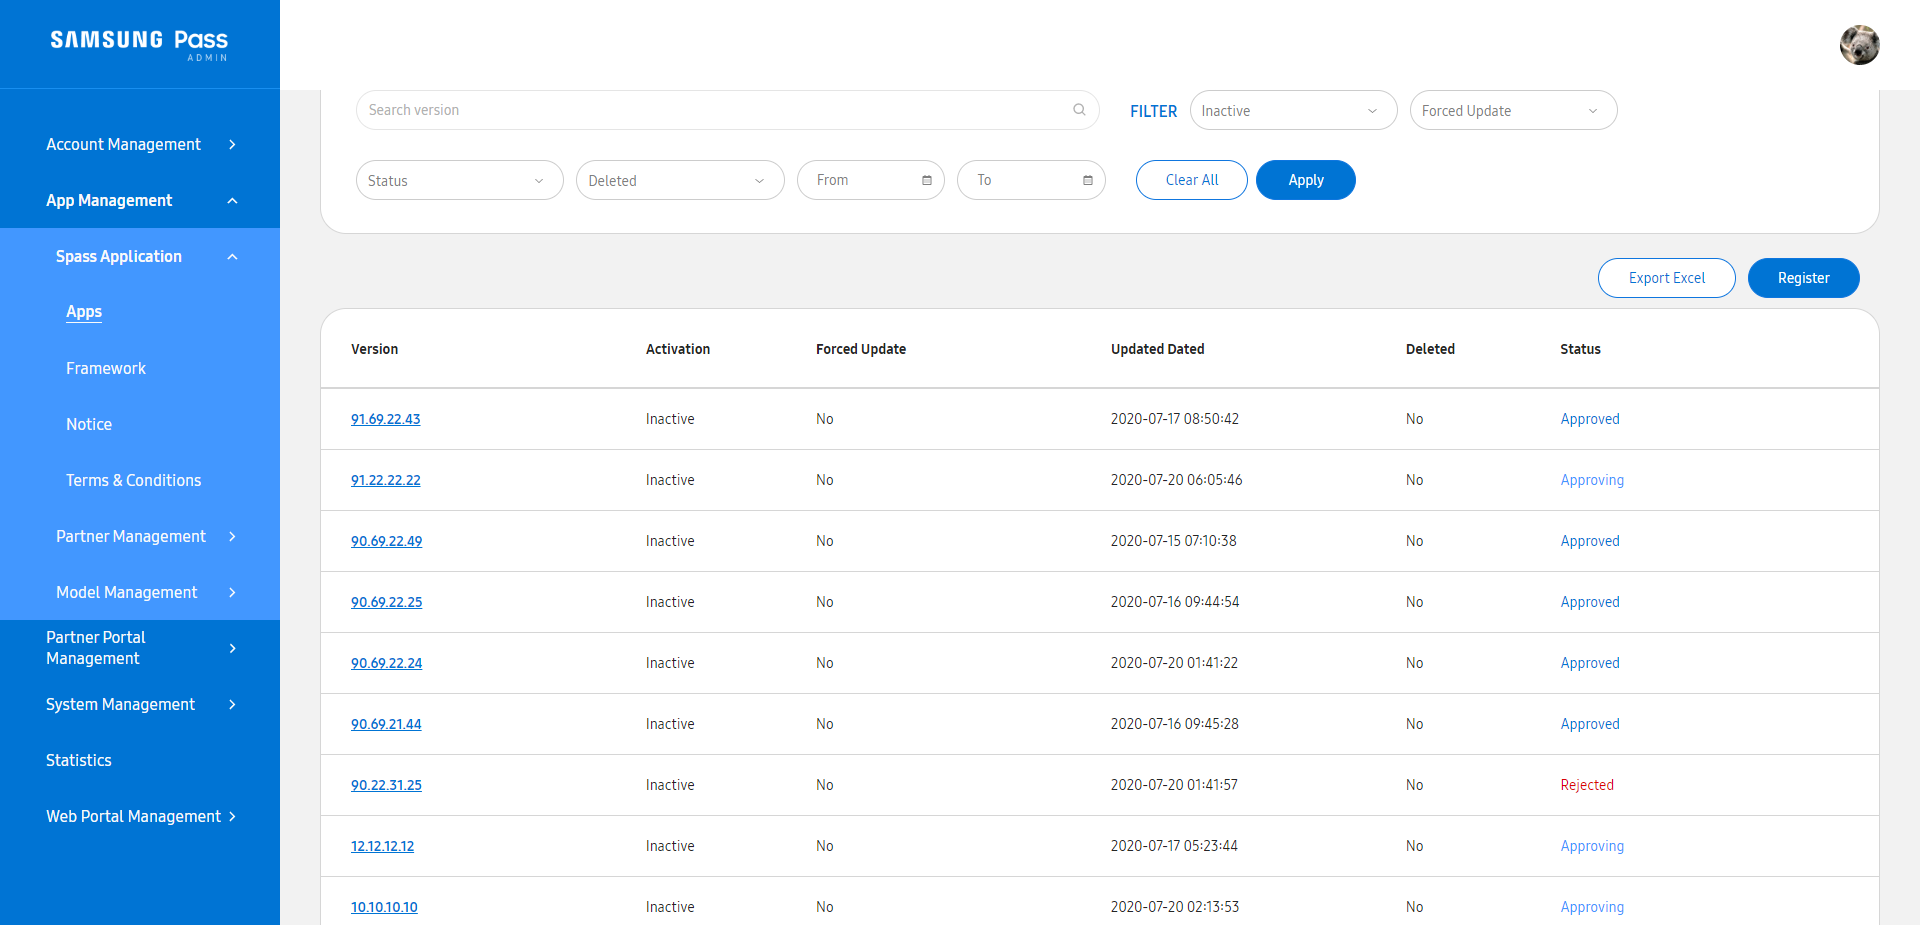 SAMSUNG Pass
ADMIN
Account Management
App Management
Spass Application
Apps
Framework
Notice
Terms & Conditions
Partner Management
Model Management
Partner Portal
Management
System Management
Statistics
Web Portal Management
Search version
FILTER
Inactive
Forced Update
Status
Deleted
From
To
Clear All
Apply
Export Excel
Register
Version Activation Forced Update Updated Dated Deleted Status
91.69.22.43 Inactive No 2020-07-17 08:50:42 No Approved
91.22.22.22 Inactive No 2020-07-20 06:05:46 No Approving
90.69.22.49 Inactive No 2020-07-15 07:10:38 No Approved
90.69.22.25 Inactive No 2020-07-16 09:44:54 No Approved
90.69.22.24 Inactive No 2020-07-20 01:41:22 No Approved
90.69.21.44 Inactive No 2020-07-16 09:45:28 No Approved
90.22.31.25 Inactive No 2020-07-20 01:41:57 No Rejected
12.12.12.12 Inactive No 2020-07-17 05:23:44 No Approving
10.10.10.10 Inactive No 2020-07-20 02:13:53 No Approving